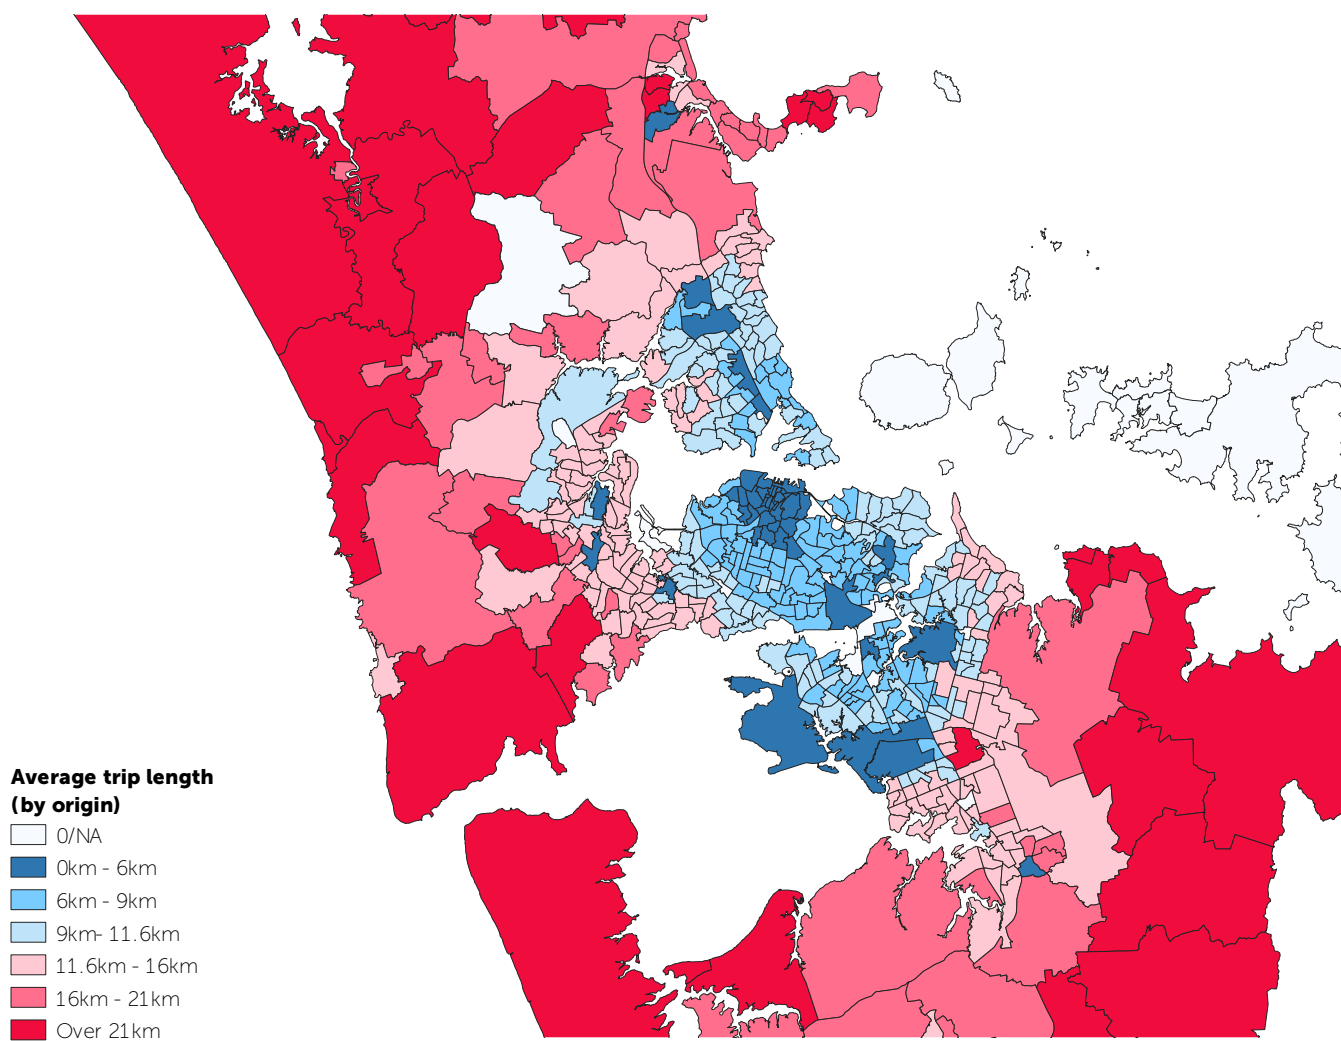 Average trip length
(by origin)
0/NA
0km - 6km
6km - 9km
9km- 11.6km
11.6km - 16km
16km - 21km
Over 21km